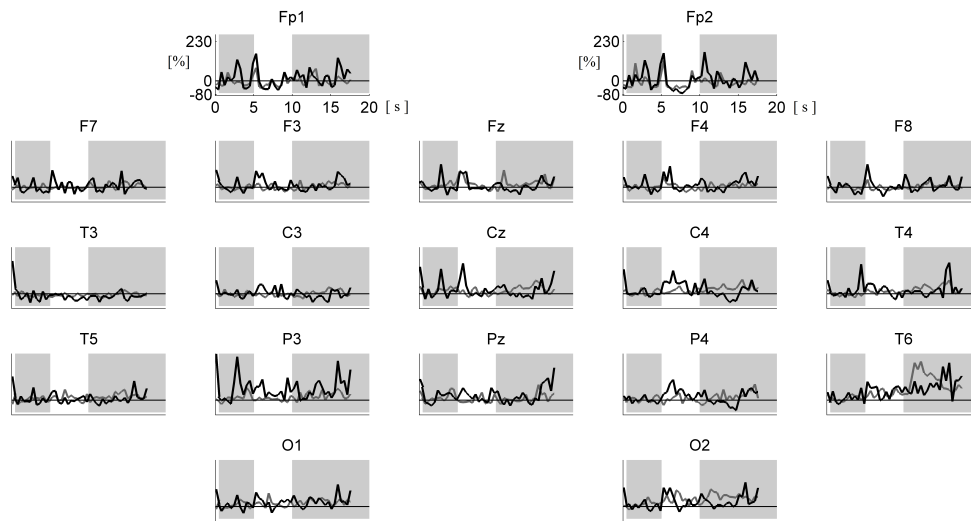 Fp1 Fp2
230 230
[%] [%]
0 0
-80 -80
0 5 10 15 20 [ s ] 0 5 10 15 20 [ s ]
F7 F3 Fz F4 F8
T3 C3 Cz C4 T4
T5 P3 Pz P4 T6
O1 O2